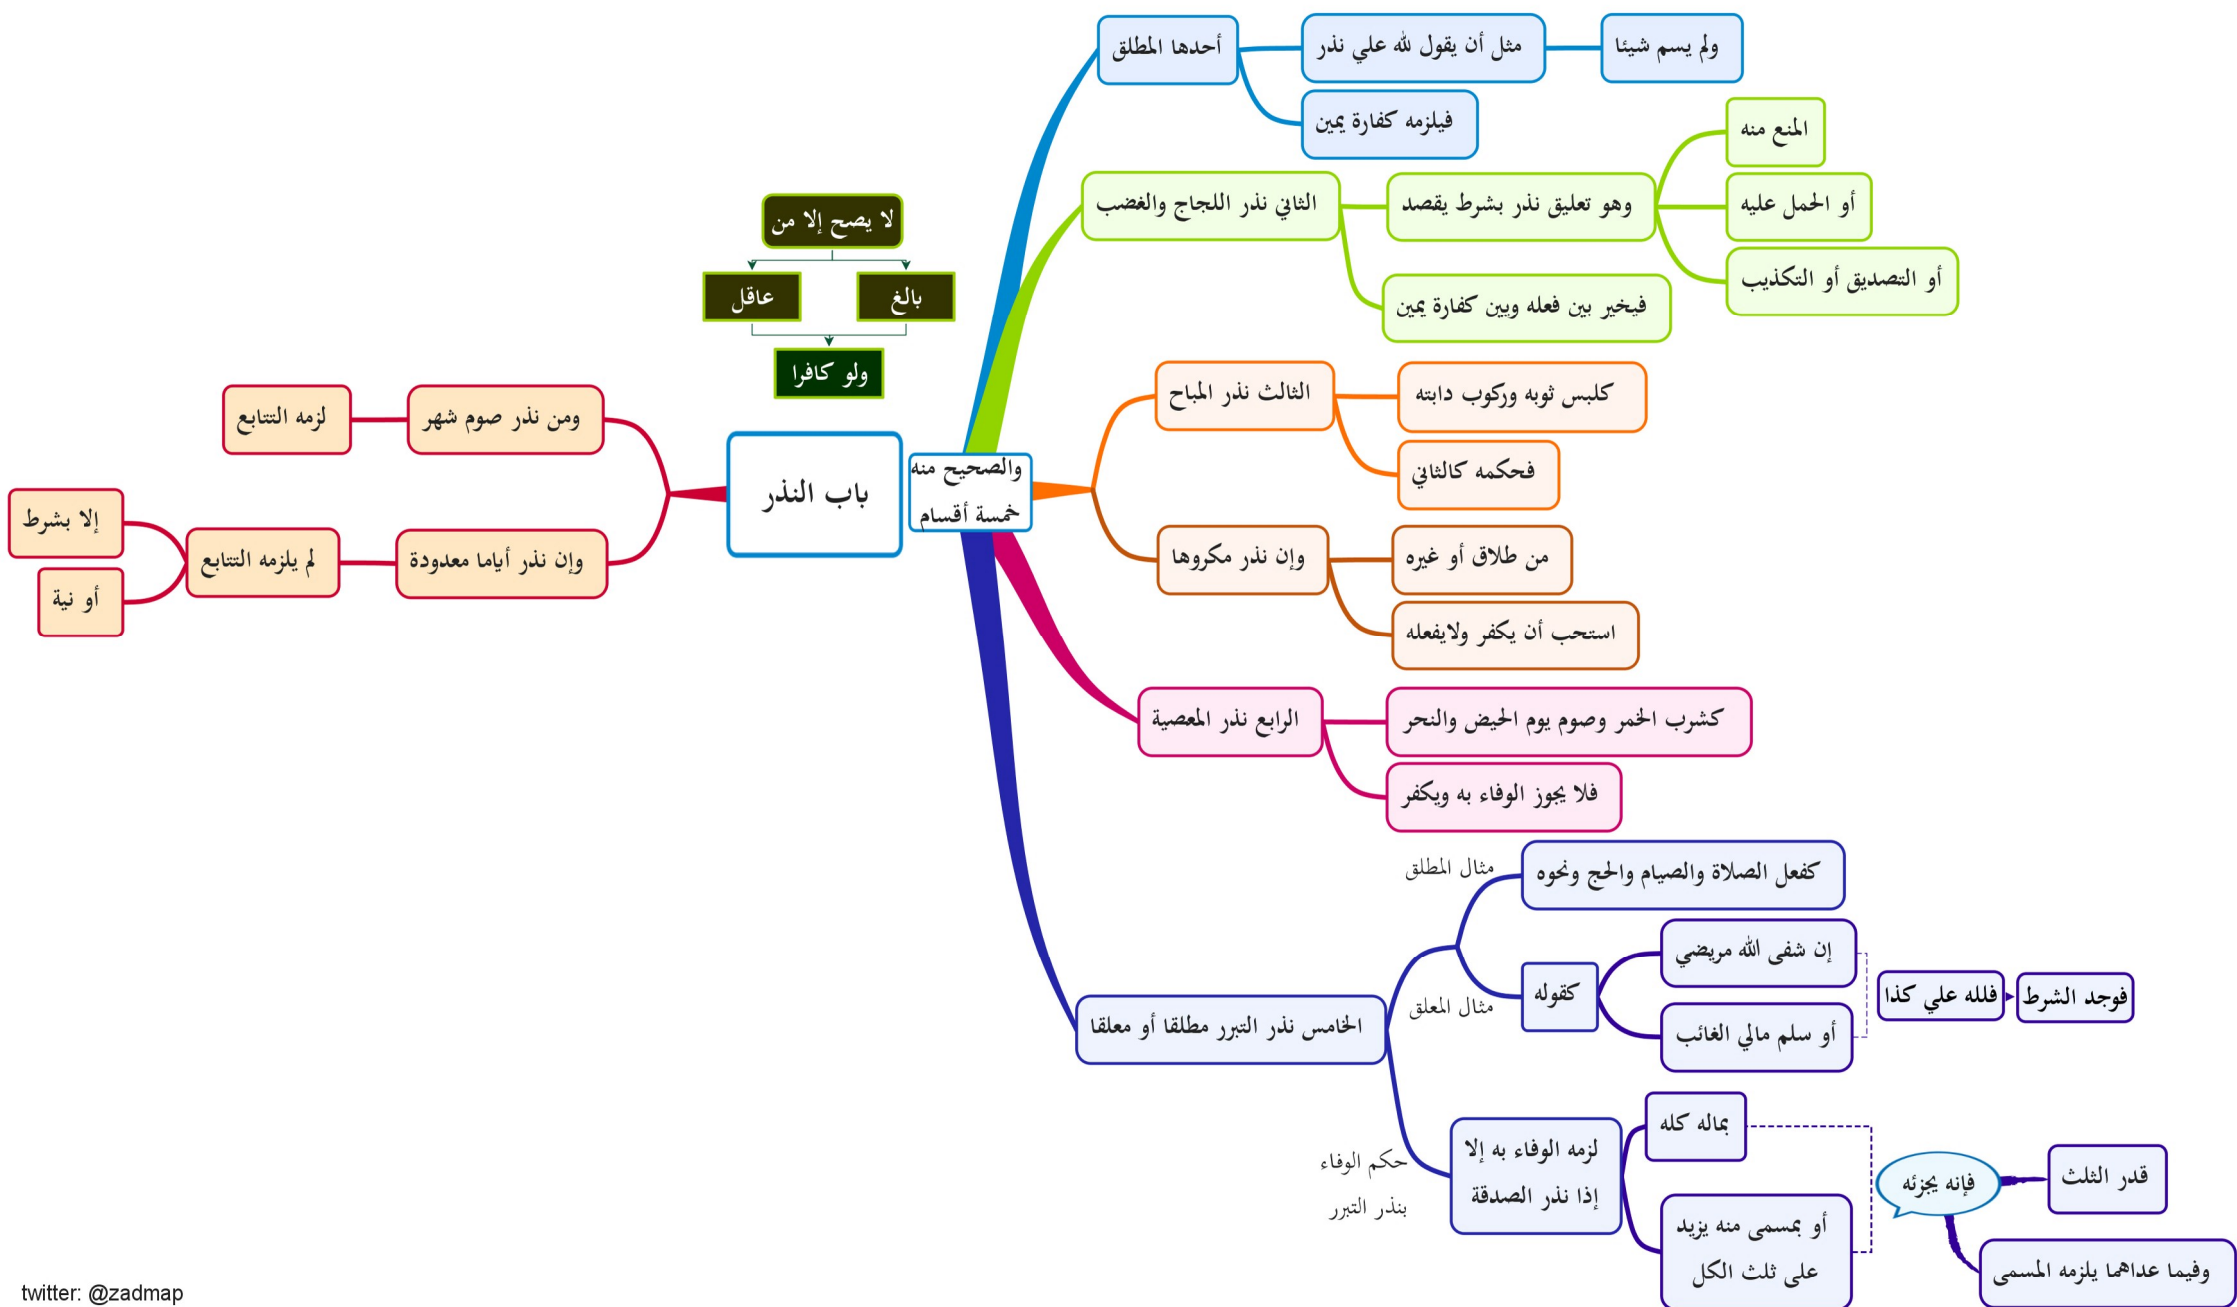 باب النذر
لا يصح إلا من
بالغ
عاقل
ولو كافرا
والصحيح منه
خمسة أقسام
أحدها المطلق
مثل أن يقول لله علي نذر
ولم يسم شيئا
فيلزمه كفارة يمين
الثاني نذر اللجاج والغضب
وهو تعليق نذر بشرط يقصد
المنع منه
أو الحمل عليه
أو التصديق أو التكذيب
فيخير بين فعله وبين كفارة يمين
الثالث نذر المباح
كلبس ثوبه وركوب دابته
فحكمه كالثاني
وإن نذر مكروها
من طلاق أو غيره
استحب أن يكفر ولايفعله
الرابع نذر المعصية
كشرب الخمر وصوم يوم الحيض والنحر
فلا يجوز الوفاء به ويكفر
الخامس نذر التبرر مطلقا أو معلقا
مثال المطلق
كفعل الصلاة والصيام والحج ونحوه
مثال المعلق
كقوله
إن شفى الله مريضي
أو سلم مالي الغائب
فلله علي كذا
فوجد الشرط
حكم الوفاء
بنذر التبرر
لزمه الوفاء به إلا
إذا نذر الصدقة
بماله كله
أو بمسمى منه يزيد
على ثلث الكل
فإنه يجزئه
قدر الثلث
وفيما عداهما يلزمه المسمى
ومن نذر صوم شهر
لزمه التتابع
وإن نذر أياما معدودة
لم يلزمه التتابع
إلا بشرط
أو نية
twitter: @zadmap